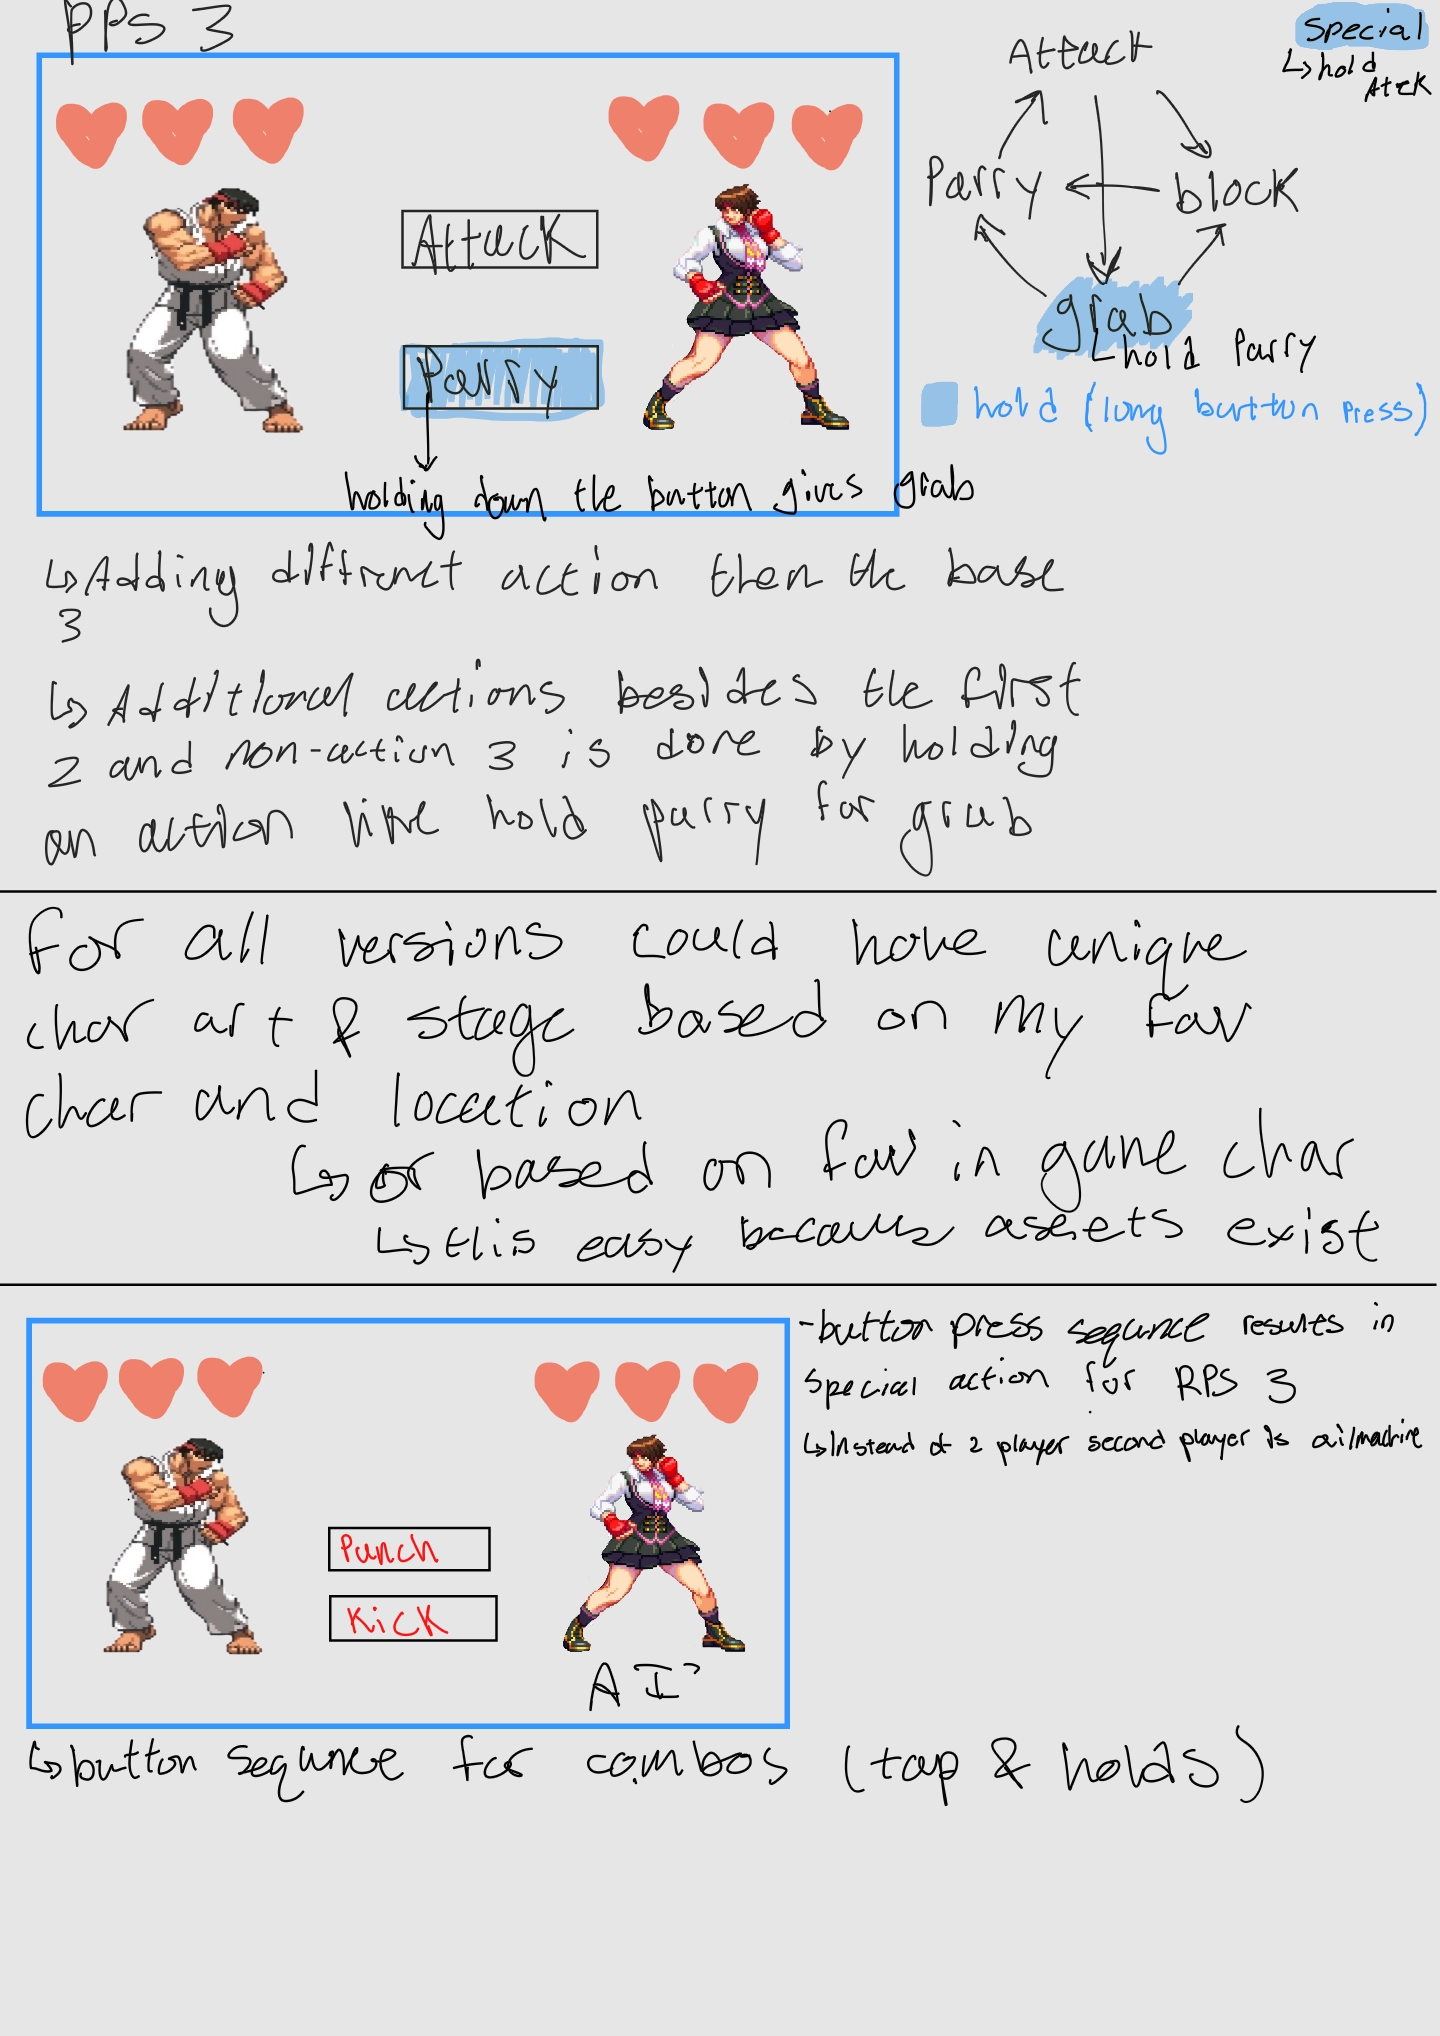 PPS 3
Attack
Special
↳ hold
Atck
Parry
block
grab
↳ hold Parry
hold (long button press)
Attack
Parry
holding down the button gives grab
↳ Adding diffrenct action then the base
3
↳ Additional actions besides the first
2 and non-action 3 is done by holding
an action like hold parry for grab
for all versions could have unique
char art & stage based on my fav
char and location
↳ or based on fav in game char
↳ this easy because assets exist
- button press sequnce results in
special action for RPS 3
↳ Instead of 2 player second player is ai/machine
Punch
Kick
AI?
↳ button sequnce for combos (tap & holds)